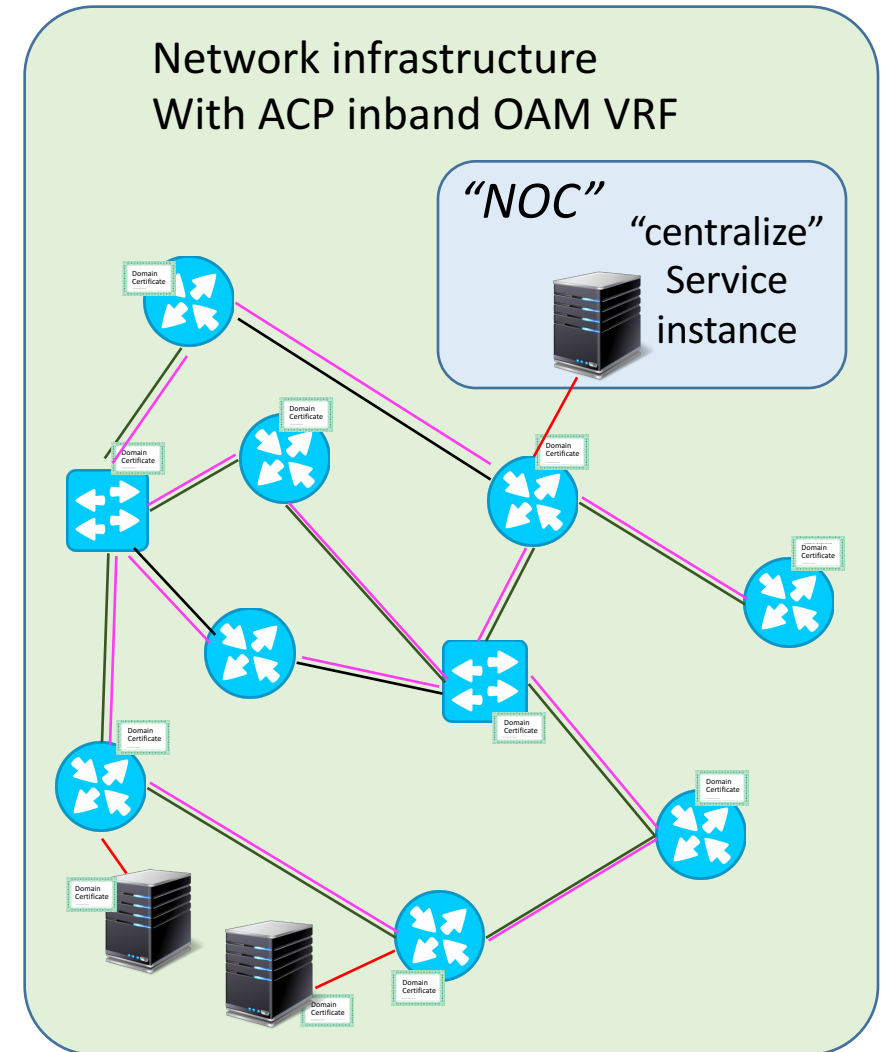 Network infrastructure
With ACP inband OAM VRF
“NOC”
“centralize”
Service
instance
Domain
Certificate
Domain
Certificate
Domain
Certificate
Domain
Certificate
Domain
Certificate
Domain
Certificate
Domain
Certificate
Domain
Certificate
Domain
Certificate
Domain
Certificate
Domain
Certificate